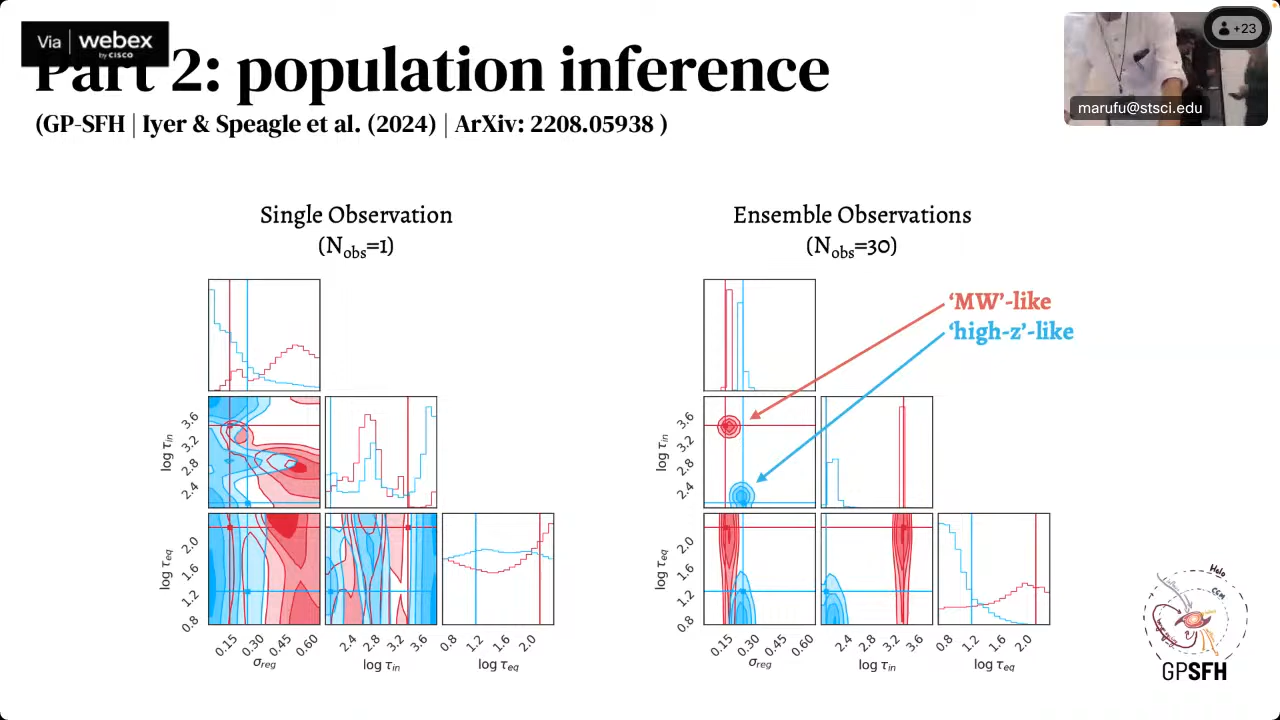 Via webex
by CISCO
Part 2: population inference
(GP-SFH | Iyer & Speagle et al. (2024) | ArXiv: 2208.05938 )
+23
marufu@stsci.edu
Single Observation
(Nobs=1)
Ensemble Observations
(Nobs=30)
‘MW’-like
‘high-z’-like
log τin
3.6
3.2
2.8
2.4
log τeq
2.0
1.6
1.2
0.8
0.15 0.30 0.45 0.60
σreg
2.4 2.8 3.2 3.6
log τin
0.8 1.2 1.6 2.0
log τeq
log τin
3.6
3.2
2.8
2.4
log τeq
2.0
1.6
1.2
0.8
0.15 0.30 0.45 0.60
σreg
2.4 2.8 3.2 3.6
log τin
0.8 1.2 1.6 2.0
log τeq
Halo
CGM
GPSFH